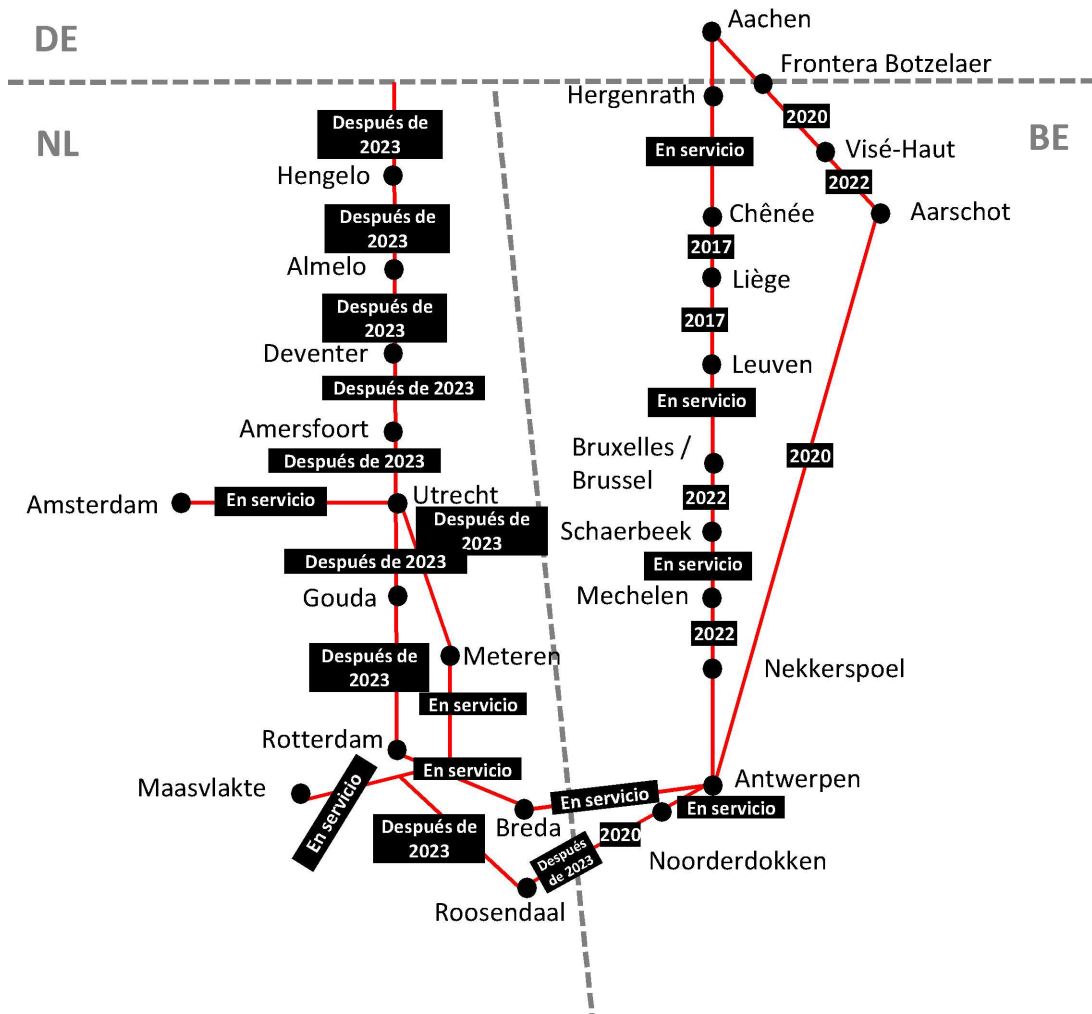 DE
Aachen
Frontera Botzelaer
Hergenrath
NL
BE
Después de
2023
2020
En servicio
Visé-Haut
Hengelo
2022
Chênée
Aarschot
Después de
2023
2017
Almelo
Liège
Después de
2023
2017
Deventer
Leuven
Después de 2023
En servicio
Amersfoort
Bruxelles /
Brussel
Después de 2023
2020
Amsterdam
En servicio
Utrecht
2022
Después de
2023
Schaerbeek
Después de 2023
En servicio
Gouda
Mechelen
2022
Después de
2023
Meteren
Nekkerspoel
En servicio
Rotterdam
En servicio
Maasvlakte
En servicio
En servicio
Antwerpen
En servicio
Después de
2023
Breda
2020
Noorderdokken
Después
de 2023
Roosendaal